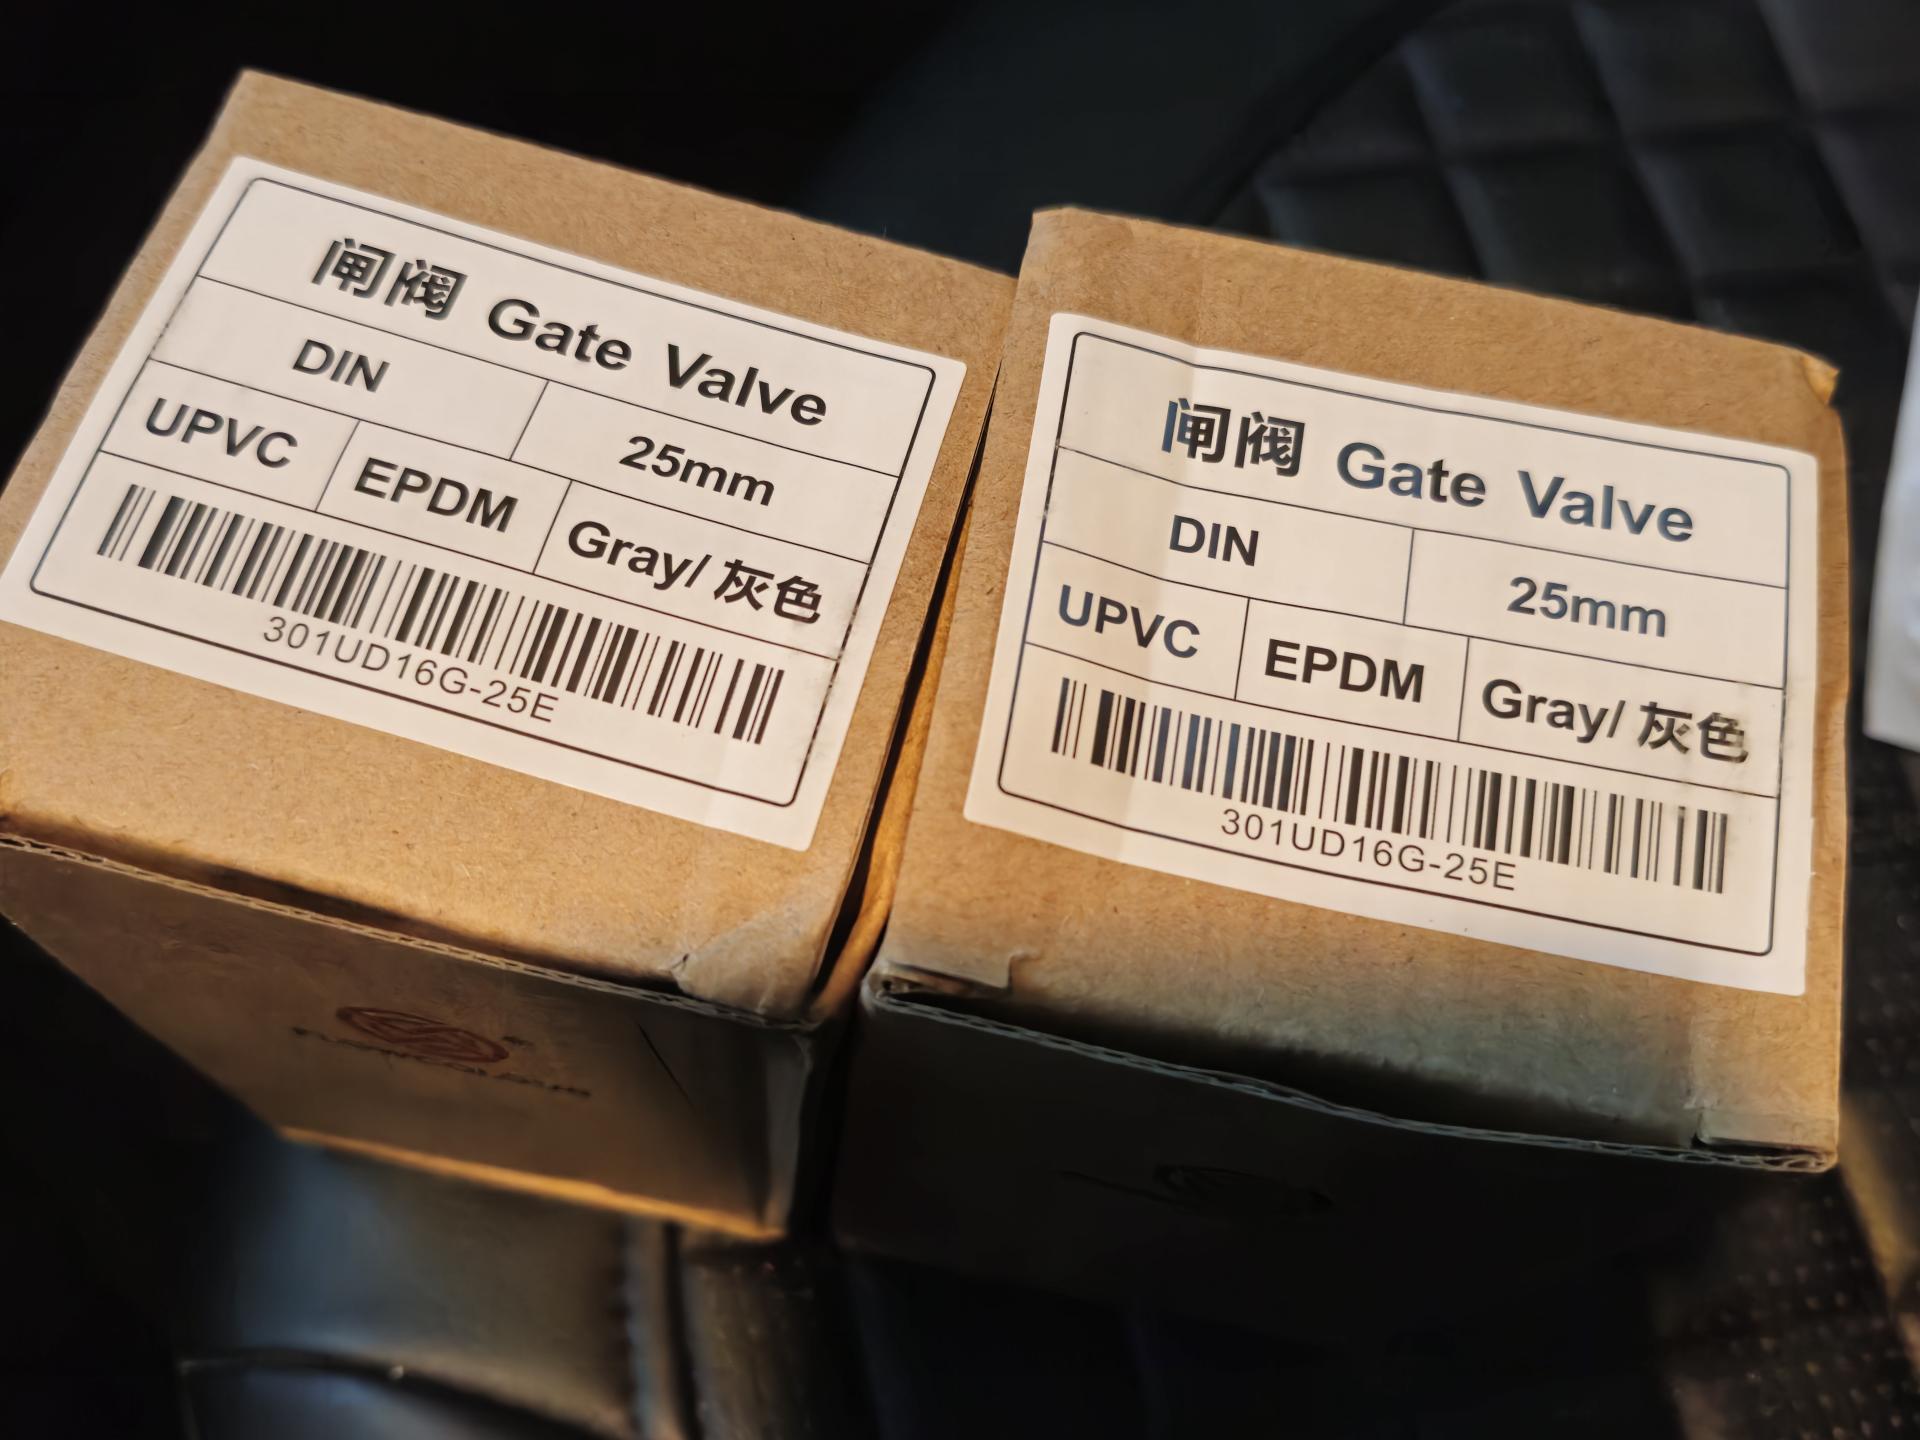 闸阀 Gate Valve
DIN
25mm
UPVC
EPDM
Gray/ 灰色
301UD16G-25E
闸阀 Gate Valve
DIN
25mm
UPVC
EPDM
Gray/ 灰色
301UD16G-25E